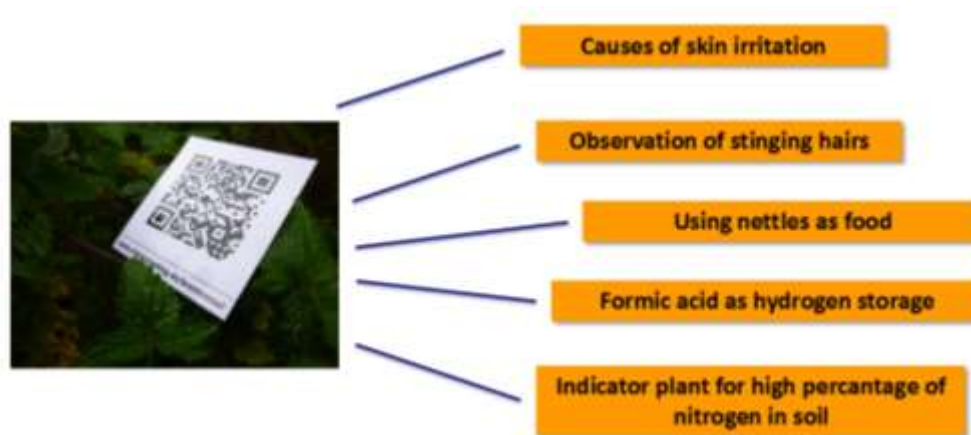 Causes of skin irritation
Observation of stinging hairs
Using nettles as food
Formic acid as hydrogen storage
Indicator plant for high percantage of
nitrogen in soil